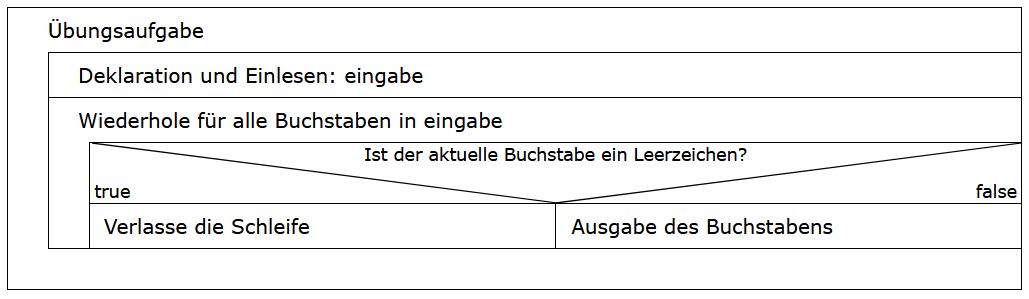 Übungsaufgabe
Deklaration und Einlesen: eingabe
Wiederhole für alle Buchstaben in eingabe
Ist der aktuelle Buchstabe ein Leerzeichen?
true
false
Verlasse die Schleife
Ausgabe des Buchstabens